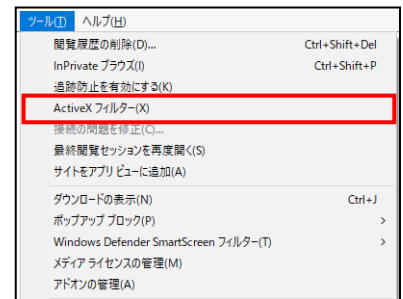 ツール(T) ヘルプ(H)
閲覧履歴の削除(D)... Ctrl+Shift+Del
InPrivate ブラウズ(I) Ctrl+Shift+P
追跡防止を有効にする(K)
ActiveX フィルター(X)
接続の問題を修正(C)...
最終閲覧セッションを再度開く(S)
サイトをアプリ ビューに追加(A)
ダウンロードの表示(N) Ctrl+J
ポップアップ ブロック(P) >
Windows Defender SmartScreen フィルター(T) >
メディア ライセンスの管理(M)
アドオンの管理(A)